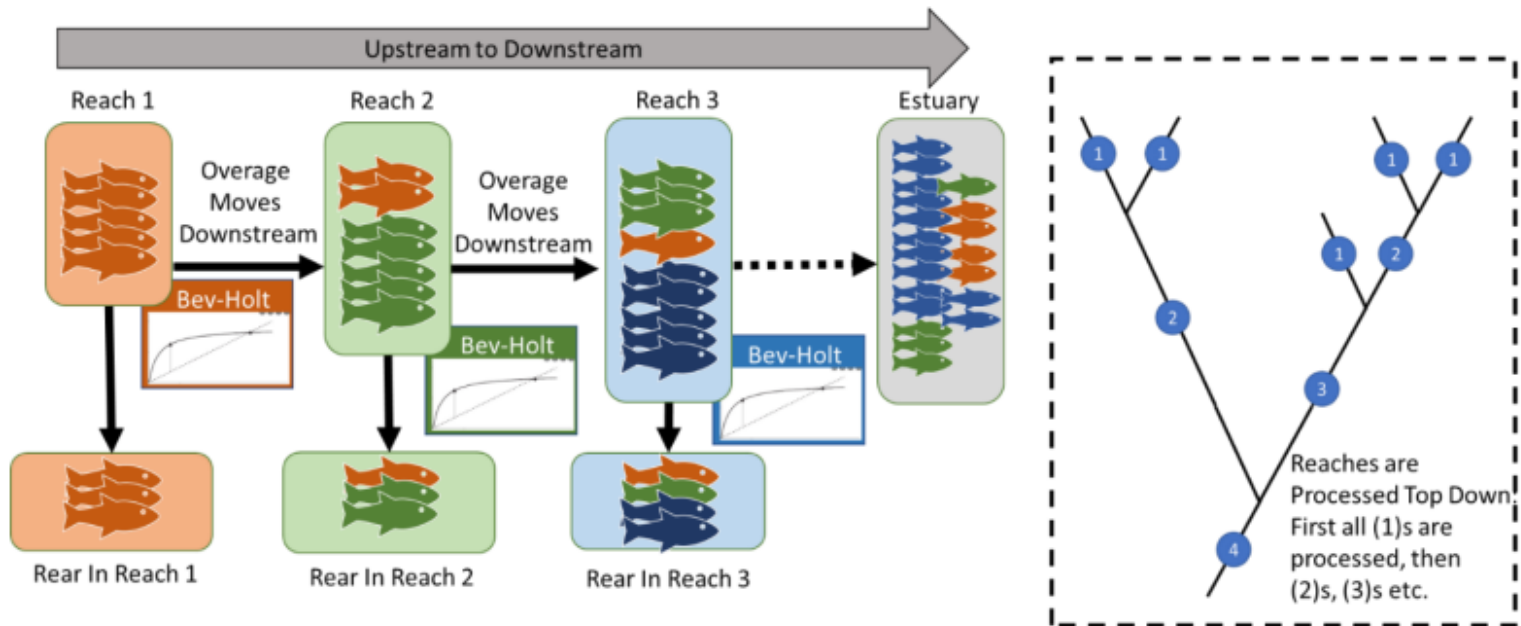 Upstream to Downstream
Reach 1
Reach 2
Reach 3
Estuary
Overage
Moves
Downstream
Overage
Moves
Downstream
Bev-Holt
Bev-Holt
Bev-Holt
Rear In Reach 1
Rear In Reach 2
Rear In Reach 3
1
1
1
1
1
2
2
3
4
Reaches are
Processed Top Down.
First all (1)s are
processed, then
(2)s, (3)s etc.